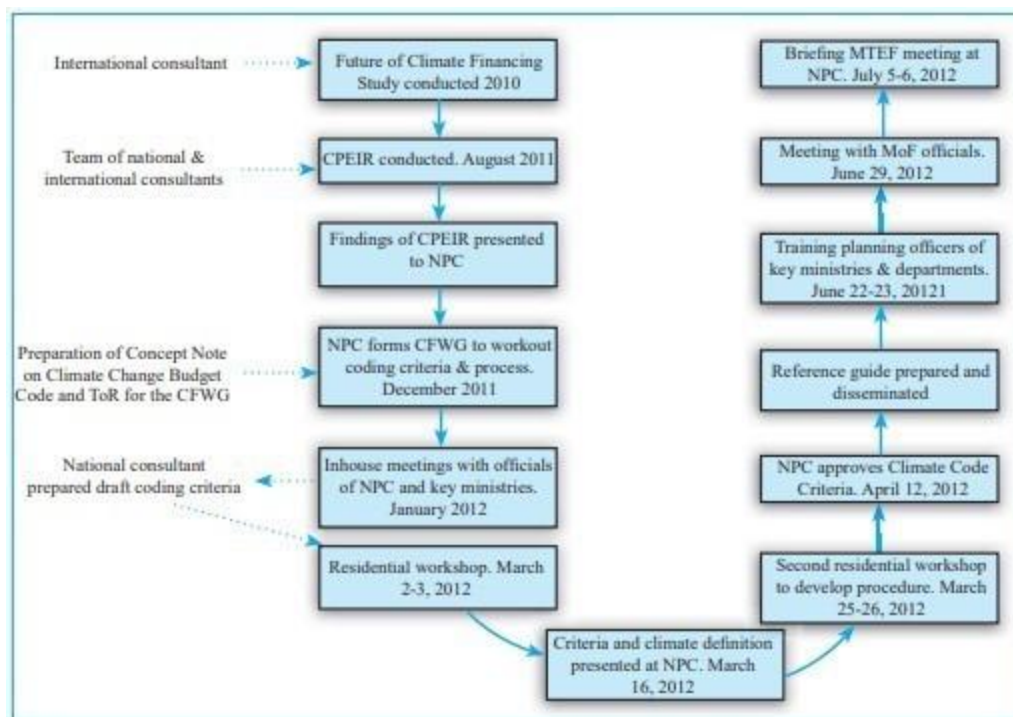 International consultant
Future of Climate Financing
Study conducted 2010
Team of national &
international consultants
CPEIR conducted. August 2011
Findings of CPEIR presented
to NPC
Preparation of Concept Note
on Climate Change Budget
Code and ToR for the CFWG
NPC forms CFWG to workout
coding criteria & process.
December 2011
Inhouse meetings with officials
of NPC and key ministries.
January 2012
National consultant
prepared draft coding criteria
Residential workshop. March
2-3, 2012
Criteria and climate definition
presented at NPC. March
16, 2012
Second residential workshop
to develop procedure. March
25-26, 2012
NPC approves Climate Code
Criteria. April 12, 2012
Reference guide prepared and
disseminated
Training planning officers of
key ministries & departments.
June 22-23, 20121
Meeting with MoF officials.
June 29, 2012
Briefing MTEF meeting at
NPC. July 5-6, 2012